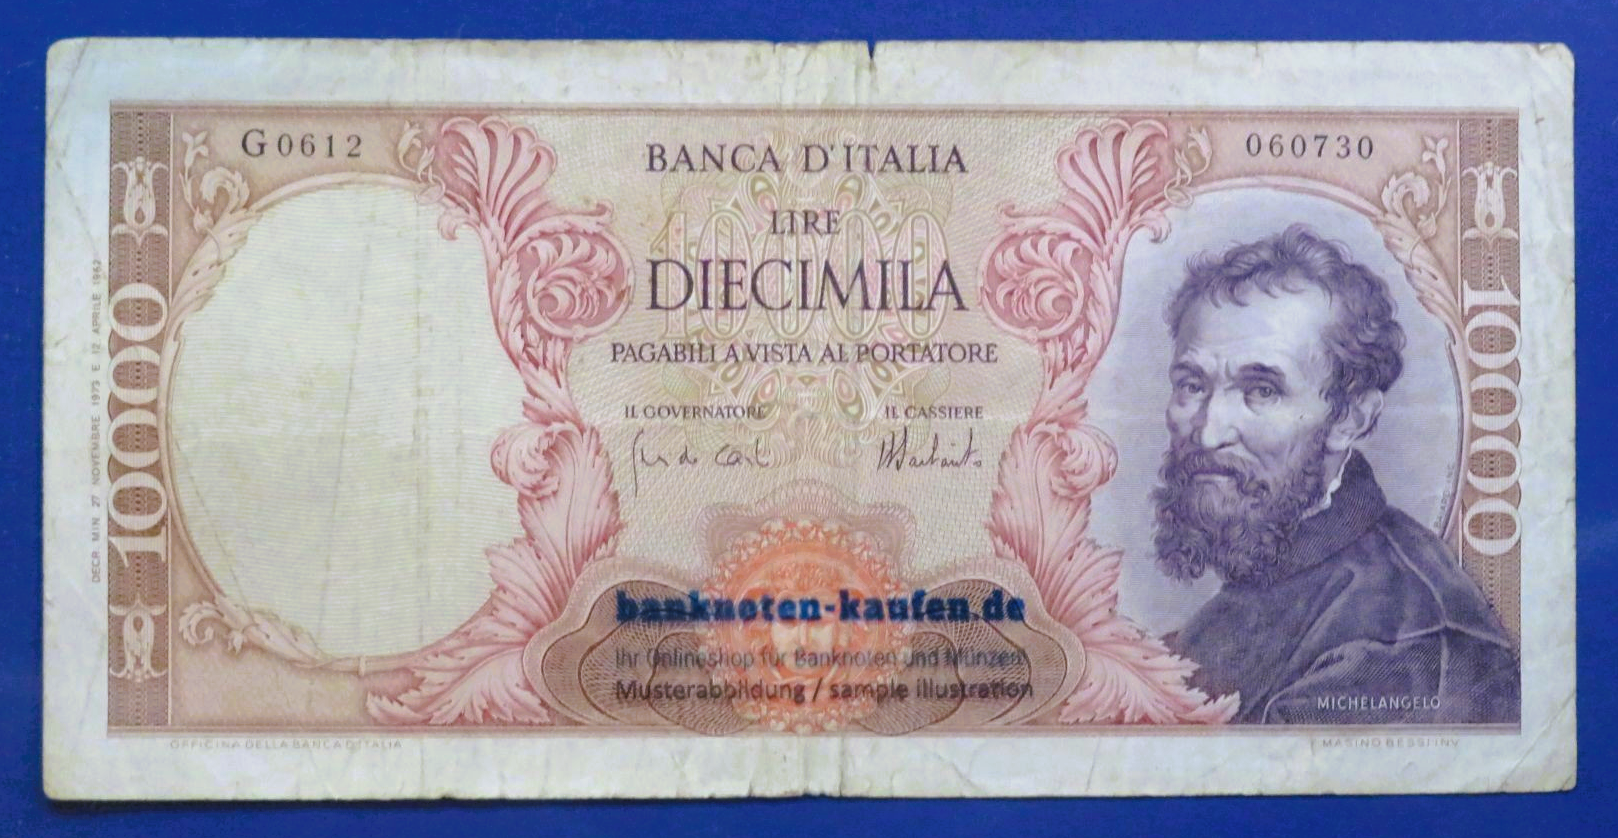 G 0612
060730
BANCA D'ITALIA
LIRE
10000
DIECIMILA
PAGABILI A VISTA AL PORTATORE
IL GOVERNATORE
IL CASSIERE
10000
10000
DECR. MIN. 27 NOVEMBRE 1973 E 12 APRILE 1962
banknoten-kaufen.de
Ihr Onlineshop für Banknoten und Münzen
Musterabbildung / sample illustration
MICHELANGELO
OFFICINA DELLA BANCA D'ITALIA
MASINO BESSI INV.